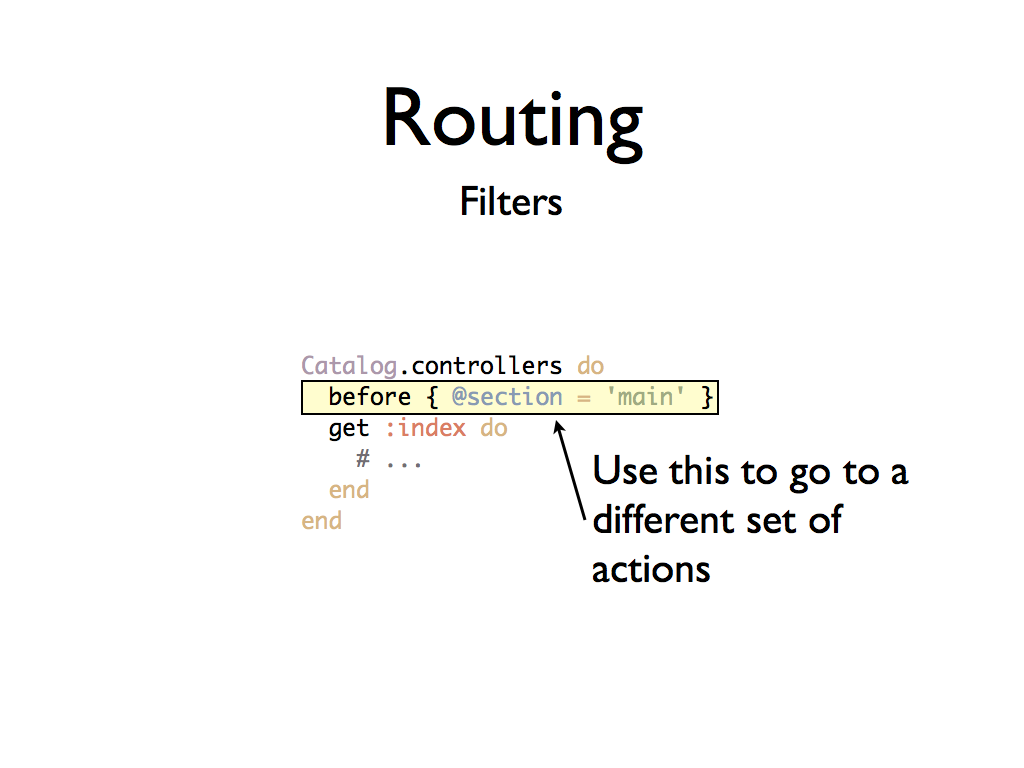 Routing
Filters
Catalog.controllers do
  before { @section = 'main' }
  get :index do
    # ...
  end
end
Use this to go to a
different set of
actions